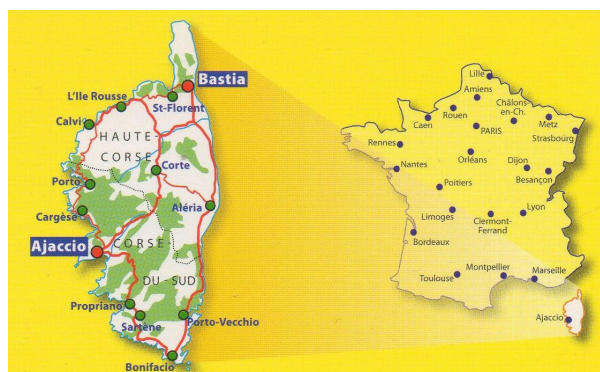 Bastia
L'Ile Rousse
St-Florent
Calvi
HAUTE-
CORSE
Corte
Porto
Cargèse
Aléria
Ajaccio
CORSE
DU-SUD
Propriano
Sartène
Porto-Vecchio
Bonifacio
Lille
Amiens
Rouen
Caen
Châlons-
en-Ch.
Metz
PARIS
Strasbourg
Rennes
Orléans
Nantes
Dijon
Besançon
Poitiers
Limoges
Clermont-
Ferrand
Lyon
Bordeaux
Toulouse
Montpellier
Marseille
Ajaccio